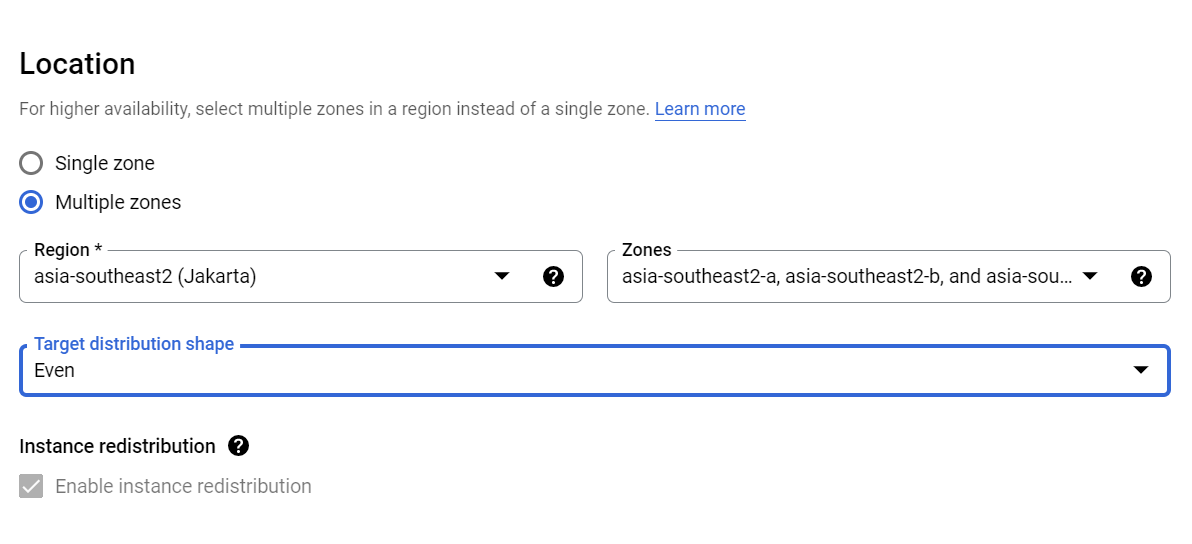 Location
For higher availability, select multiple zones in a region instead of a single zone. Learn more
Single zone
Multiple zones
Region *
asia-southeast2 (Jakarta)
Zones
asia-southeast2-a, asia-southeast2-b, and asia-sou...
Target distribution shape
Even
Instance redistribution
Enable instance redistribution